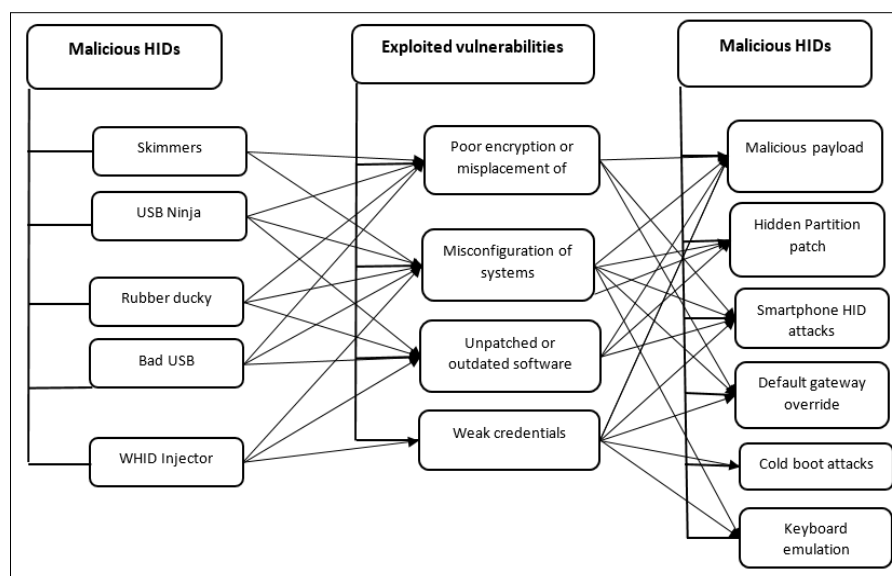 Malicious HIDs
Skimmers
USB Ninja
Rubber ducky
Bad USB
WHID Injector
Exploited vulnerabilities
Poor encryption or
misplacement of
Misconfiguration of
systems
Unpatched or
outdated software
Weak credentials
Malicious HIDs
Malicious payload
Hidden Partition
patch
Smartphone HID
attacks
Default gateway
override
Cold boot attacks
Keyboard
emulation